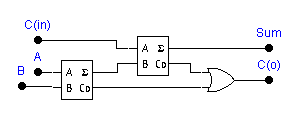 C(in)
Sum
A
A Σ
B Co
C(o)
B
A Σ
B Co